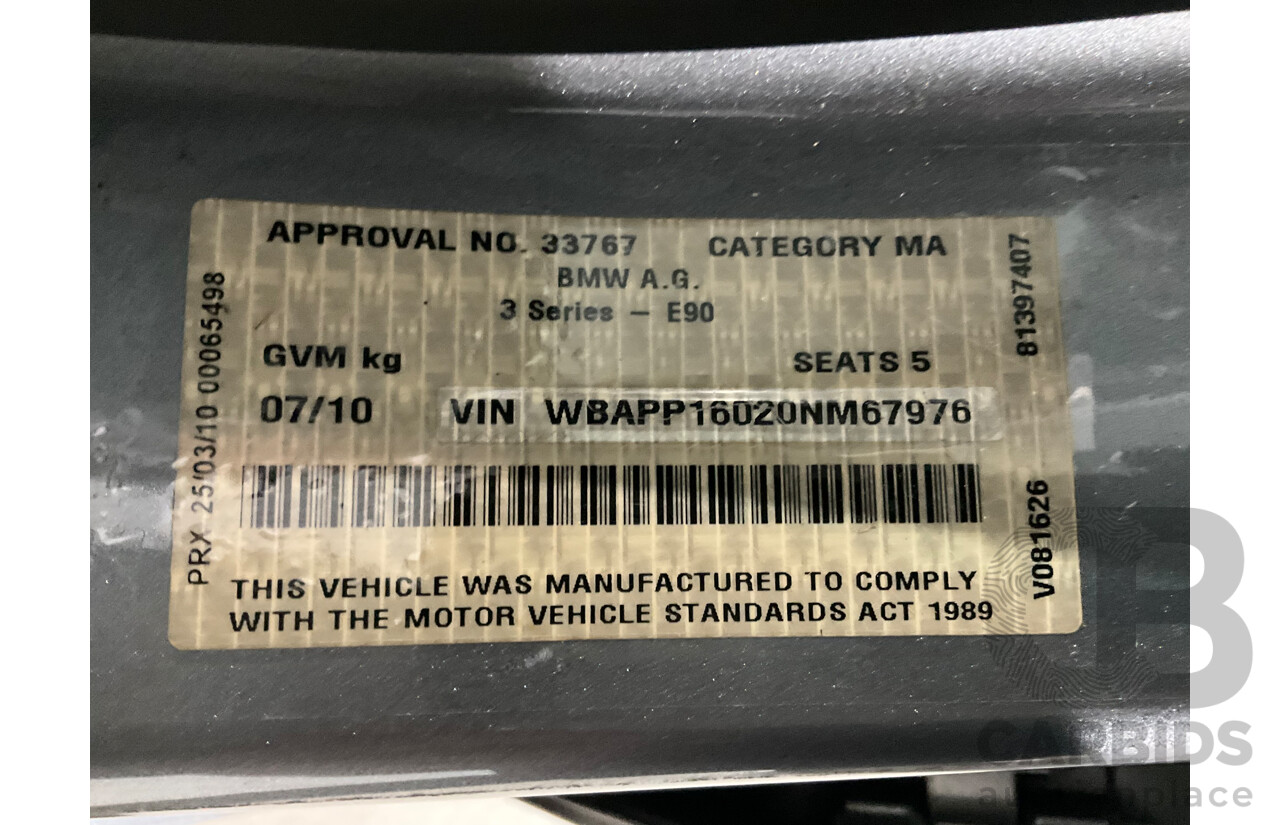 APPROVAL NO. 33767 CATEGORY MA
BMW A.G.
3 Series — E90
GVM kg SEATS 5
07/10 VIN WBAPP16020NM67976
THIS VEHICLE WAS MANUFACTURED TO COMPLY
WITH THE MOTOR VEHICLE STANDARDS ACT 1989
PRX 25/03/10 00065498
81397407
V081626
CB
CARBIDS